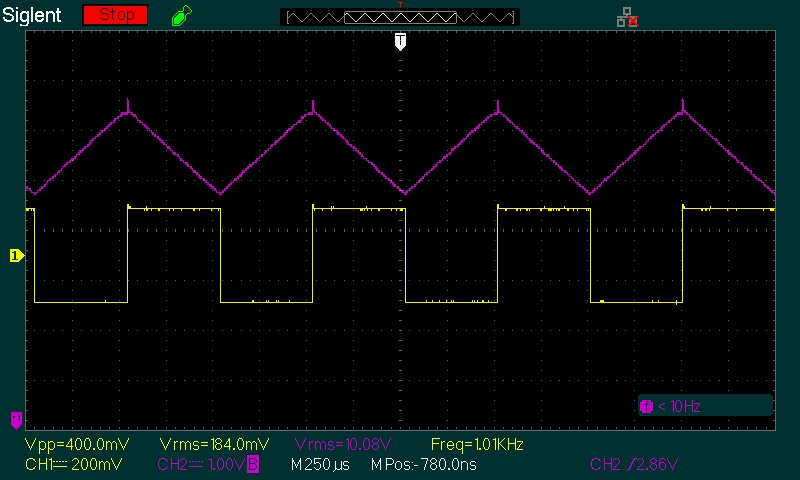 Siglent Stop T
T
1
f < 10Hz
Vpp=400.0mV Vrms=184.0mV Vrms=10.08V Freq=1.01KHz
CH1 200mV CH2 1.00V B M 250µs M Pos:-780.0ns CH2 /2.86V